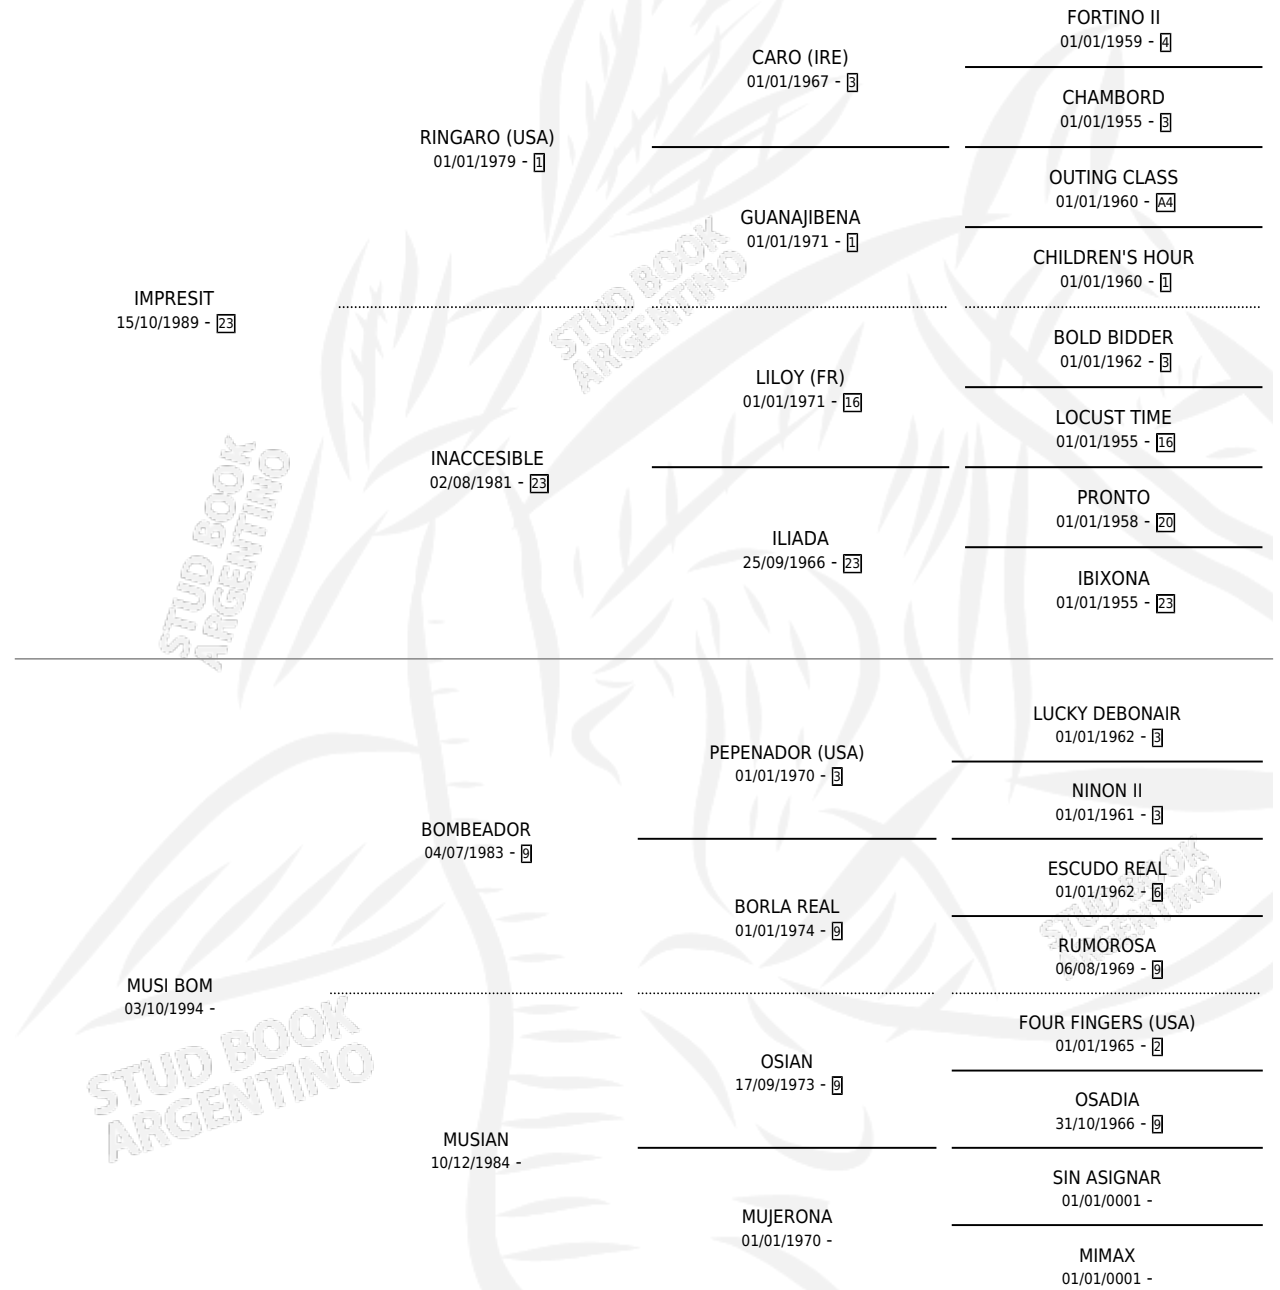 FORTINO II
01/01/1959 - 4
CARO (IRE)
01/01/1967 - 3
CHAMBORD
01/01/1955 - 3
RINGARO (USA)
01/01/1979 - 1
OUTING CLASS
01/01/1960 - A4
GUANAJIBENA
01/01/1971 - 1
CHILDREN'S HOUR
01/01/1960 - 1
IMPRESIT
15/10/1989 - 23
STUD BOOK
ARGENTINO
BOLD BIDDER
01/01/1962 - 3
LILOY (FR)
01/01/1971 - 16
LOCUST TIME
01/01/1955 - 16
INACCESIBLE
02/08/1981 - 23
PRONTO
01/01/1958 - 20
ILIADA
25/09/1966 - 23
IBIXONA
01/01/1955 - 23
STUD BOOK
ARGENTINO
LUCKY DEBONAIR
01/01/1962 - 3
PEPENADOR (USA)
01/01/1970 - 3
NINON II
01/01/1961 - 3
BOMBEADOR
04/07/1983 - 9
ESCUDO REAL
01/01/1962 - 6
BORLA REAL
01/01/1974 - 9
STUD BOOK
ARGENTINO
RUMOROSA
06/08/1969 - 9
MUSI BOM
03/10/1994 -
FOUR FINGERS (USA)
01/01/1965 - 2
OSIAN
17/09/1973 - 9
STUD BOOK
ARGENTINO
OSADIA
31/10/1966 - 9
MUSIAN
10/12/1984 -
SIN ASIGNAR
01/01/0001 -
MUJERONA
01/01/1970 -
MIMAX
01/01/0001 -